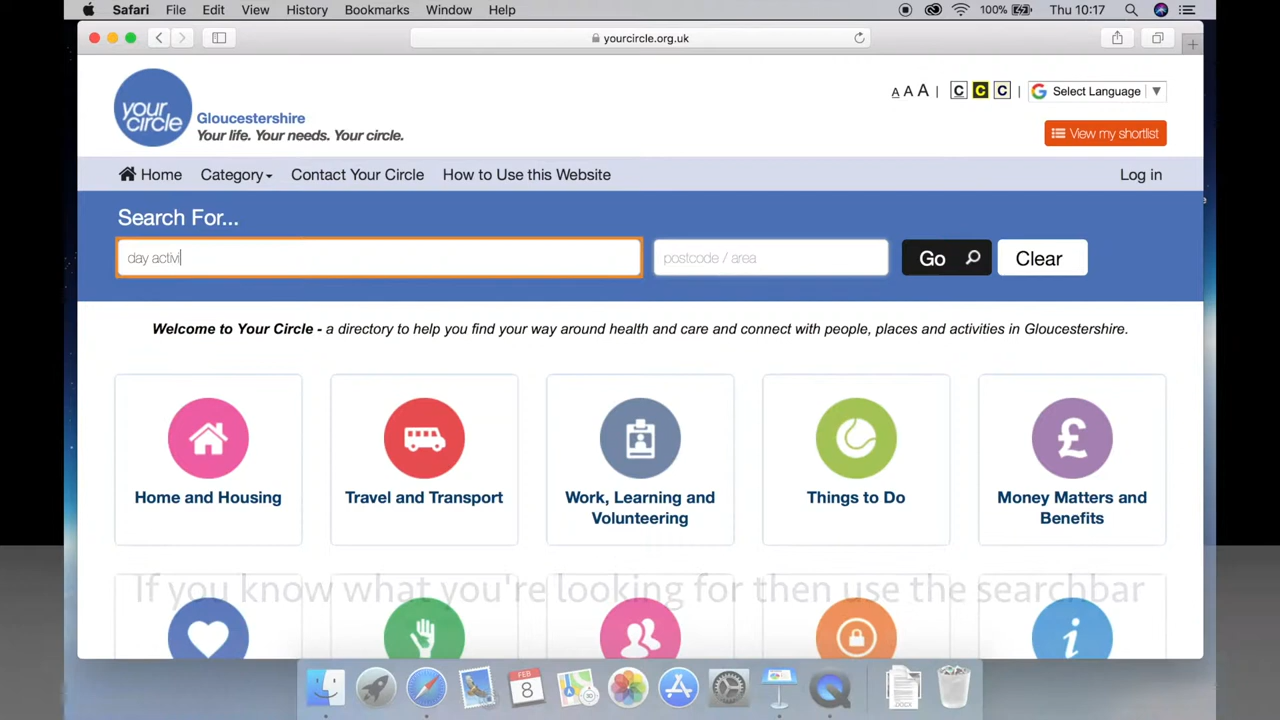 Safari File Edit View History Bookmarks Window Help 100% Thu 10:17
yourcircle.org.uk
your circle
Gloucestershire
Your life. Your needs. Your circle.
A A A | C C C | G Select Language ▼
View my shortlist
Home Category Contact Your Circle How to Use this Website Log in
Search For...
day activi postcode / area Go Clear
Welcome to Your Circle - a directory to help you find your way around health and care and connect with people, places and activities in Gloucestershire.
£
Home and Housing Travel and Transport Work, Learning and Volunteering Things to Do Money Matters and Benefits
If you know what you're looking for then use the searchbar
i
FEB
8
.DOCX